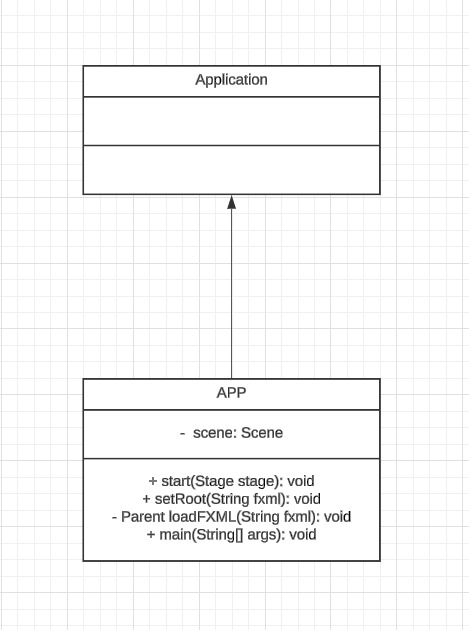 Application
APP
- scene: Scene
+ start(Stage stage): void
+ setRoot(String fxml): void
- Parent loadFXML(String fxml): void
+ main(String[] args): void